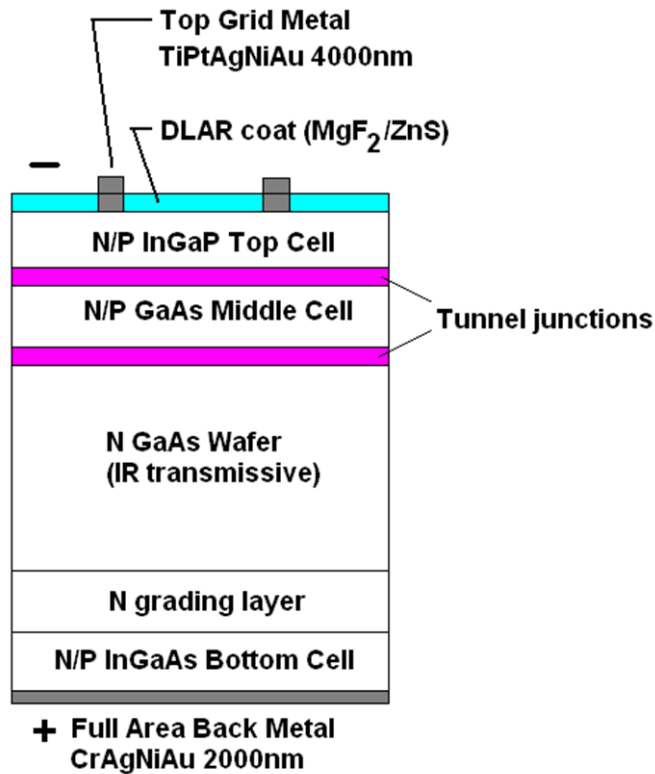 Top Grid Metal
TiPtAgNiAu 4000nm
DLAR coat (MgF2/ZnS)
−
N/P InGaP Top Cell
N/P GaAs Middle Cell
Tunnel junctions
N GaAs Wafer
(IR transmissive)
N grading layer
N/P InGaAs Bottom Cell
+ Full Area Back Metal
CrAgNiAu 2000nm